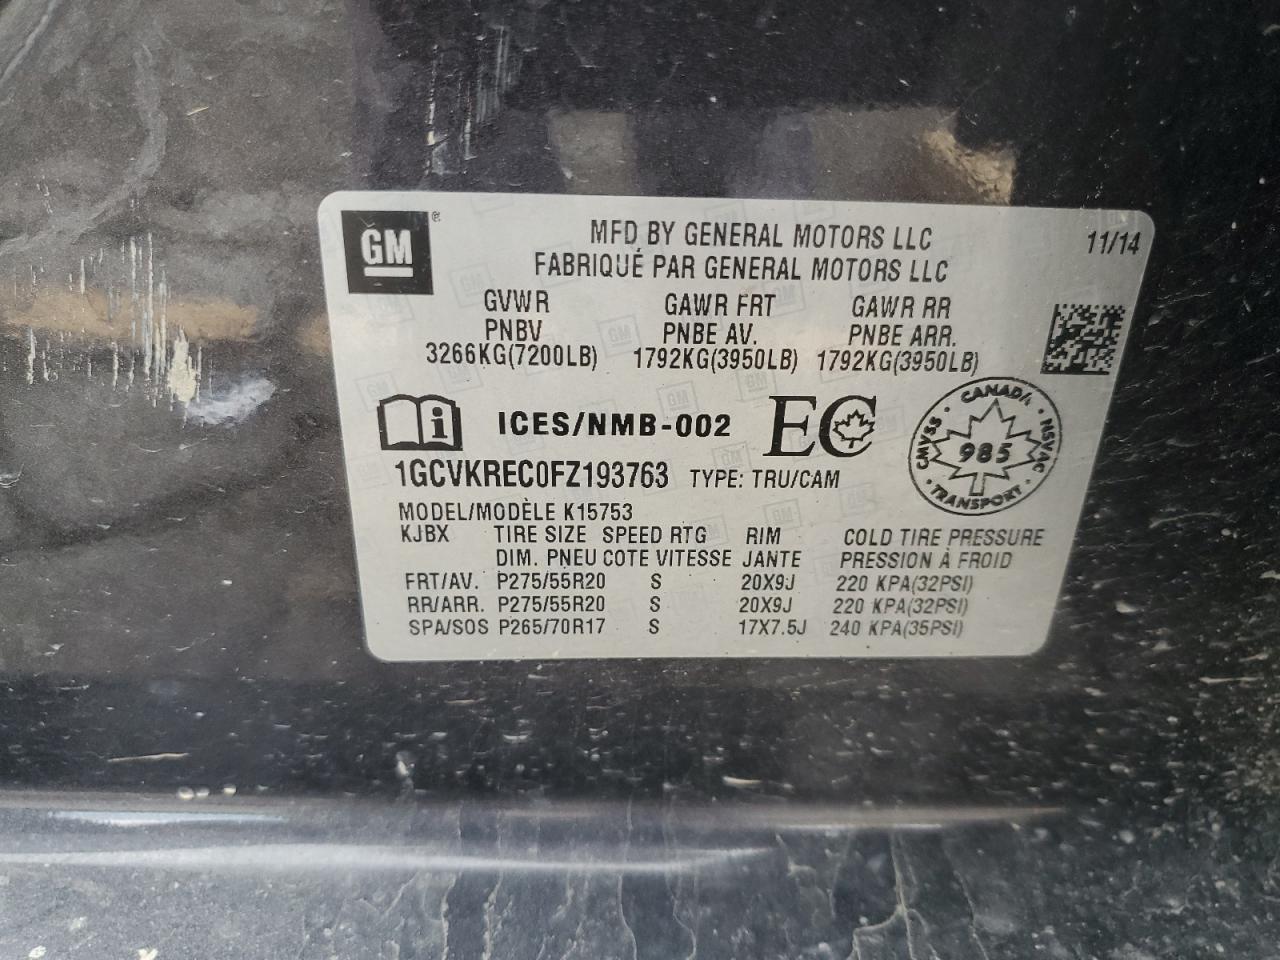 GM ®
MFD BY GENERAL MOTORS LLC
11/14
FABRIQUÉ PAR GENERAL MOTORS LLC
GVWR GAWR FRT GAWR RR
PNBV PNBE AV. PNBE ARR.
3266KG(7200LB) 1792KG(3950LB) 1792KG(3950LB)
i ICES/NMB-002 EC
CANADA NSVAC TRANSPORT CMVSS
985
1GCVKREC0FZ193763 TYPE: TRU/CAM
MODEL/MODÈLE K15753
KJBX TIRE SIZE SPEED RTG RIM COLD TIRE PRESSURE
DIM. PNEU COTE VITESSE JANTE PRESSION À FROID
FRT/AV. P275/55R20 S 20X9J 220 KPA(32PSI)
RR/ARR. P275/55R20 S 20X9J 220 KPA(32PSI)
SPA/SOS P265/70R17 S 17X7.5J 240 KPA(35PSI)